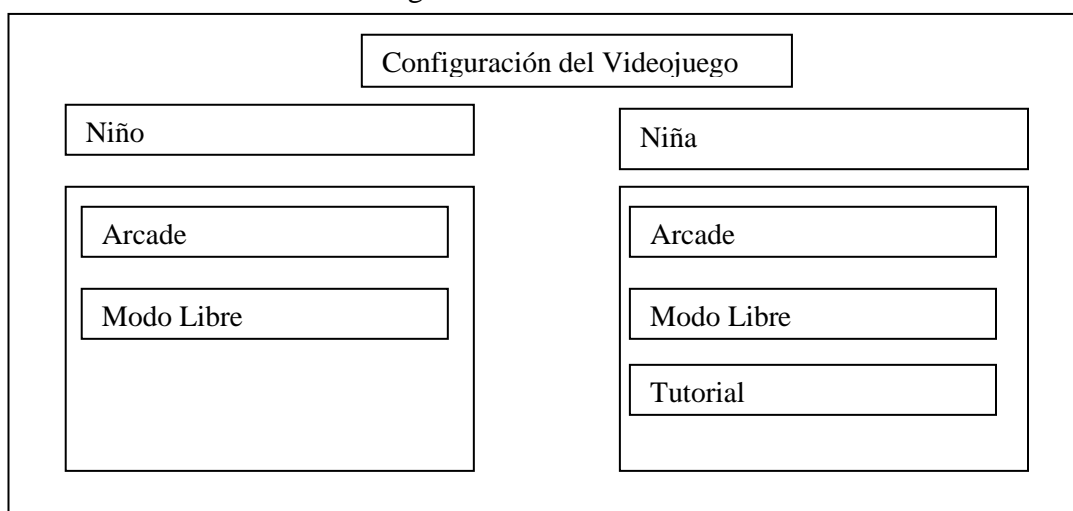 Configuración del Videojuego
Niño
Niña
Arcade
Modo Libre
Arcade
Modo Libre
Tutorial